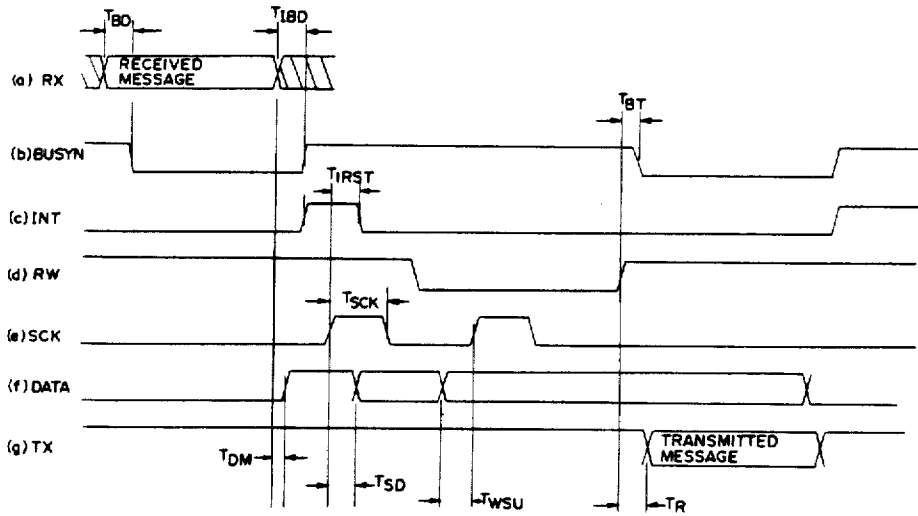 TBD
TIBD
(a) RX
RECEIVED
MESSAGE
TBT
(b) BUSYN
TIRST
(c) INT
(d) RW
TSCK
(e) SCK
(f) DATA
(g) TX
TRANSMITTED
MESSAGE
TDM
TSD
TWSU
TR